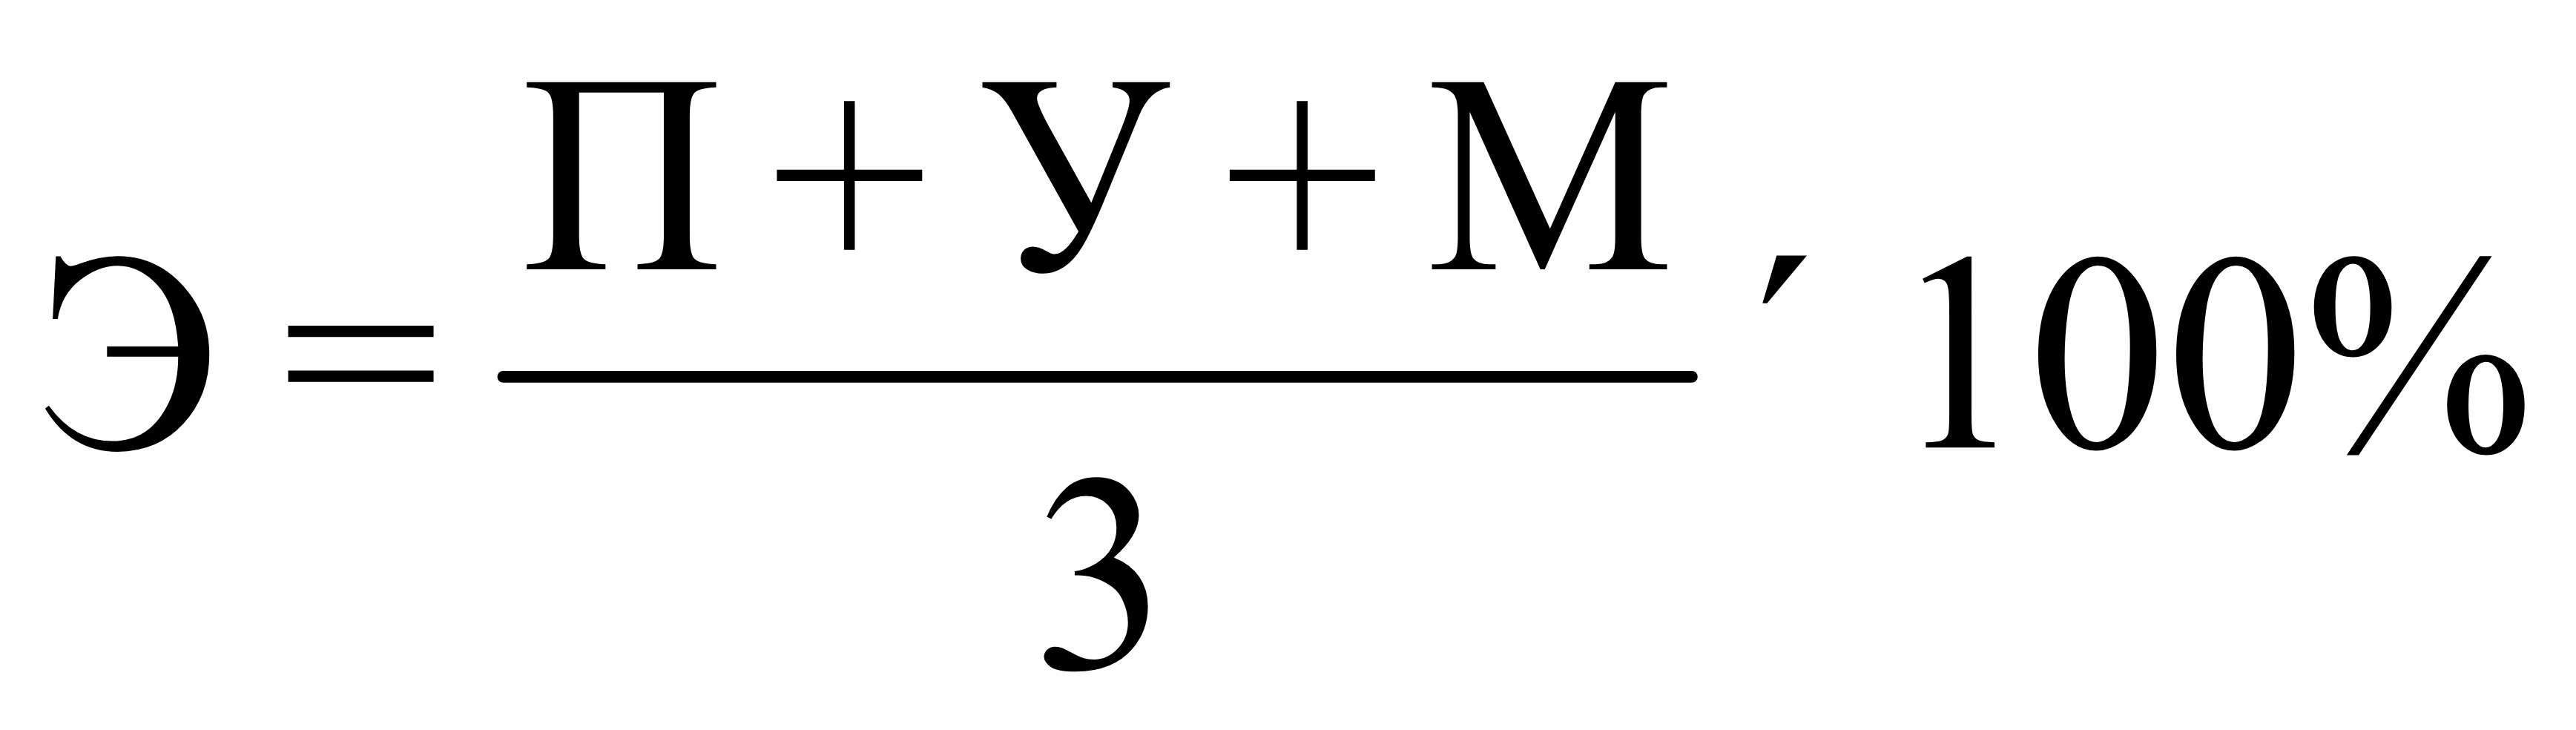 Э = П + У + М / 3 ´ 100%